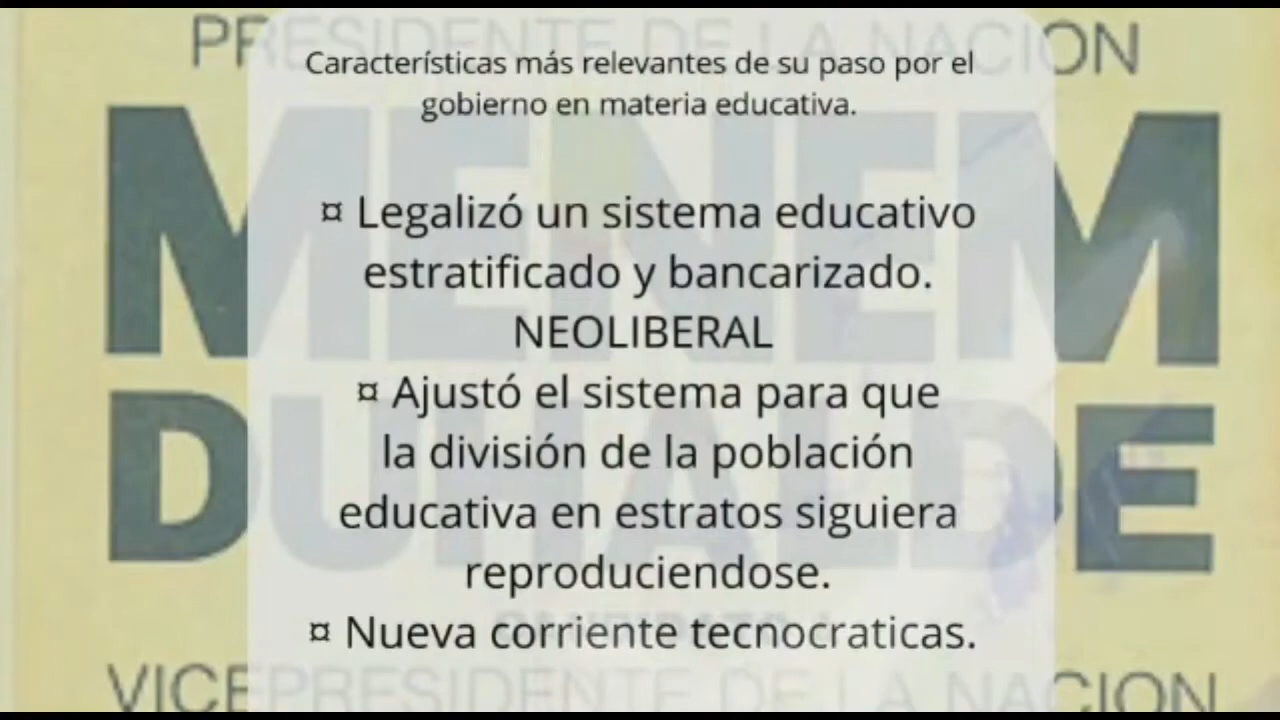 PRESIDENTE DE LA NACION
Características más relevantes de su paso por el
gobierno en materia educativa.
MENEM
¤ Legalizó un sistema educativo
estratificado y bancarizado.
NEOLIBERAL
¤ Ajustó el sistema para que
la división de la población
DUHALDE
educativa en estratos siguiera
reproduciendose.
¤ Nueva corriente tecnocraticas.
VICEPRESIDENTE DE LA NACION